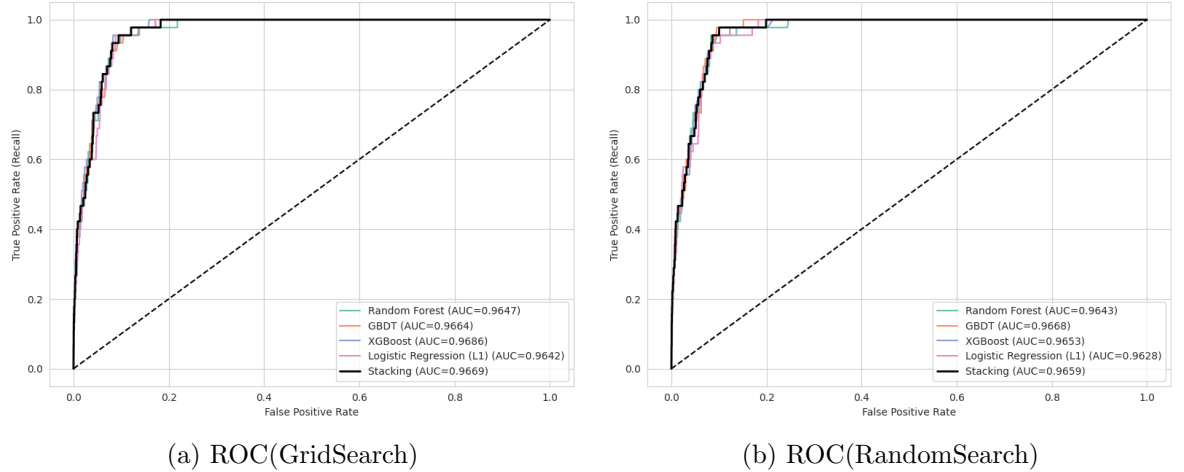 1.0
0.8
0.6
0.4
0.2
0.0
True Positive Rate (Recall)
0.0 0.2 0.4 0.6 0.8 1.0
False Positive Rate
Random Forest (AUC=0.9647)
GBDT (AUC=0.9664)
XGBoost (AUC=0.9686)
Logistic Regression (L1) (AUC=0.9642)
Stacking (AUC=0.9669)
(a) ROC(GridSearch)
1.0
0.8
0.6
0.4
0.2
0.0
True Positive Rate (Recall)
0.0 0.2 0.4 0.6 0.8 1.0
False Positive Rate
Random Forest (AUC=0.9643)
GBDT (AUC=0.9668)
XGBoost (AUC=0.9653)
Logistic Regression (L1) (AUC=0.9628)
Stacking (AUC=0.9659)
(b) ROC(RandomSearch)